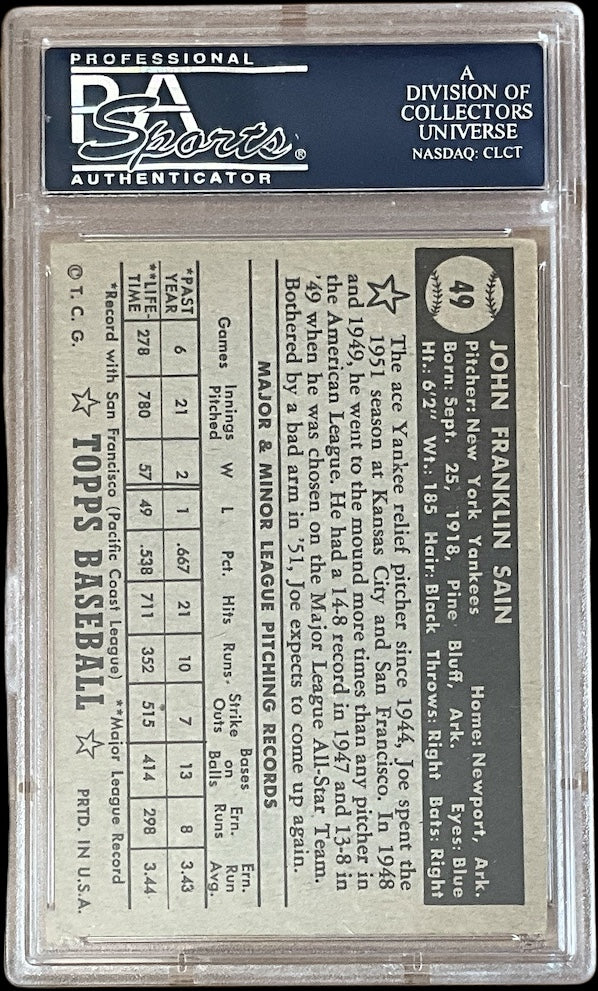 PROFESSIONAL
PSA
Sports®
AUTHENTICATOR
A
DIVISION OF
COLLECTORS
UNIVERSE
NASDAQ: CLCT
49
JOHN FRANKLIN SAIN
Pitcher: New York Yankees Home: Newport, Ark.
Born: Sept. 25, 1918, Pine Bluff, Ark. Eyes: Blue
Ht.: 6'2" Wt.: 185 Hair: Black Throws: Right Bats: Right
The ace Yankee relief pitcher since 1944, Joe spent the
1951 season at Kansas City and San Francisco. In 1948
and 1949, he went to the mound more times than any pitcher in
the American League. He had a 14-8 record in 1947 and 13-8 in
'49 when he was chosen on the Major League All-Star Team.
Bothered by a bad arm in '51, Joe expects to come up again.
MAJOR & MINOR LEAGUE PITCHING RECORDS
Games Innings Pitched W L Pct. Hits Runs Strike Outs Bases on Balls Ern. Runs Ern. Run Avg.
*PAST YEAR 6 21 2 1 .667 21 10 7 13 8 3.43
**LIFE-TIME 278 780 57 49 .538 711 352 515 414 298 3.44
*Record with San Francisco (Pacific Coast League) **Major League Record
© T. C. G. ☆ TOPPS BASEBALL ☆ PRTD. IN U.S.A.